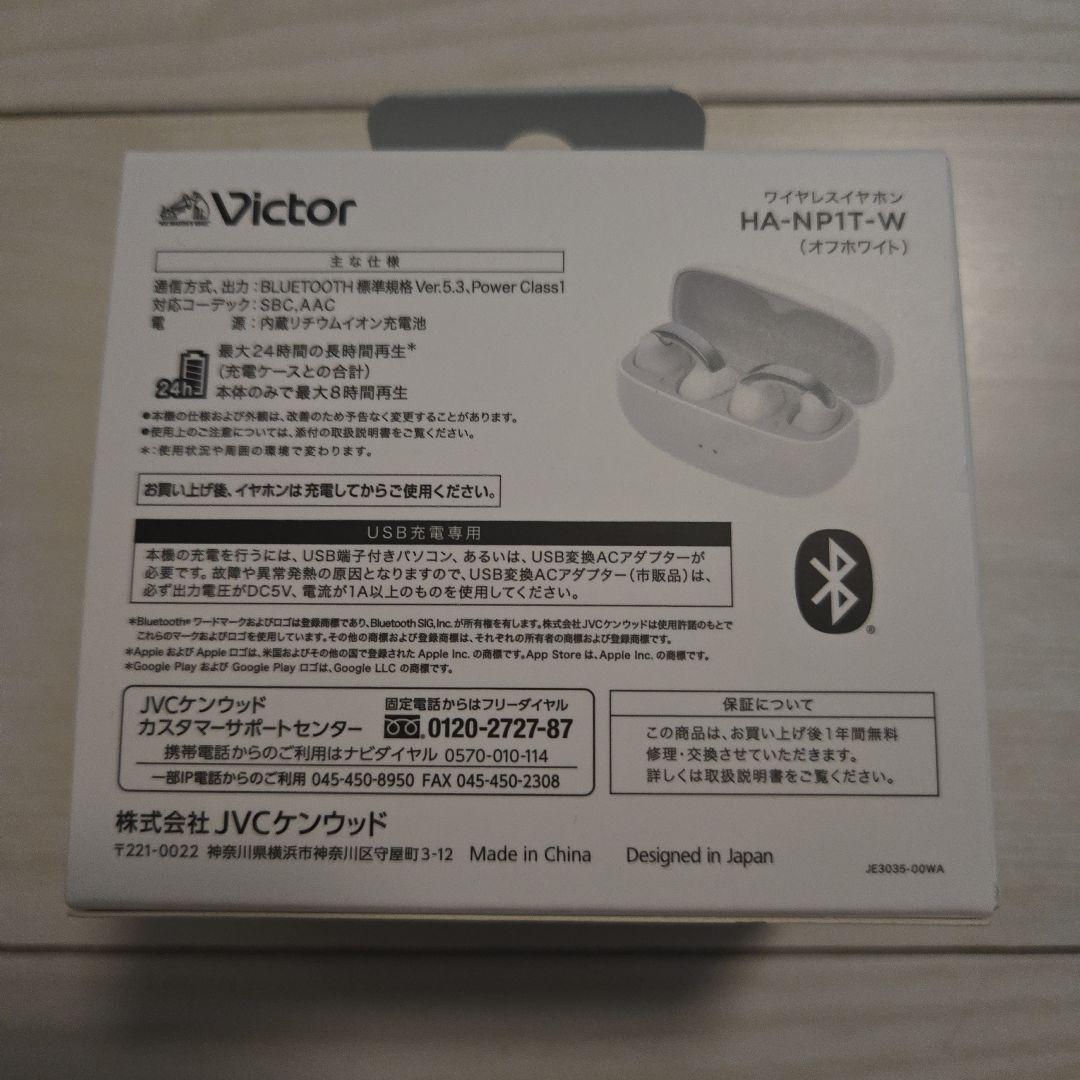 Victor
ワイヤレスイヤホン
HA-NP1T-W
（オフホワイト）
主な仕様
通信方式、出力：BLUETOOTH 標準規格 Ver.5.3、Power Class1
対応コーデック：SBC,AAC
電　源：内蔵リチウムイオン充電池
24h
最大24時間の長時間再生*
（充電ケースとの合計）
本体のみで最大8時間再生
●本機の仕様および外観は、改善のため予告なく変更することがあります。
●使用上のご注意については、添付の取扱説明書をご覧ください。
*：使用状況や周囲の環境で変わります。
お買い上げ後、イヤホンは充電してからご使用ください。
USB充電専用
本機の充電を行うには、USB端子付きパソコン、あるいは、USB変換ACアダプターが
必要です。故障や異常発熱の原因となりますので、USB変換ACアダプター（市販品）は、
必ず出力電圧がDC5V、電流が1A以上のものを使用してください。
*Bluetooth® ワードマークおよびロゴは登録商標であり、Bluetooth SIG,Inc. が所有権を有します。株式会社JVCケンウッドは使用許諾のもとで
これらのマークおよびロゴを使用しています。その他の商標および登録商標は、それぞれの所有者の商標および登録商標です。
*Apple および Apple ロゴは、米国およびその他の国で登録された Apple Inc. の商標です。App Store は、Apple Inc. の商標です。
*Google Play および Google Play ロゴは、Google LLC の商標です。
JVCケンウッド
カスタマーサポートセンター
固定電話からはフリーダイヤル
0120-2727-87
携帯電話からのご利用はナビダイヤル 0570-010-114
一部IP電話からのご利用 045-450-8950 FAX 045-450-2308
保証について
この商品は、お買い上げ後1年間無料
修理・交換させていただきます。
詳しくは取扱説明書をご覧ください。
株式会社 JVCケンウッド
〒221-0022 神奈川県横浜市神奈川区守屋町3-12 Made in China Designed in Japan
JE3035-00WA